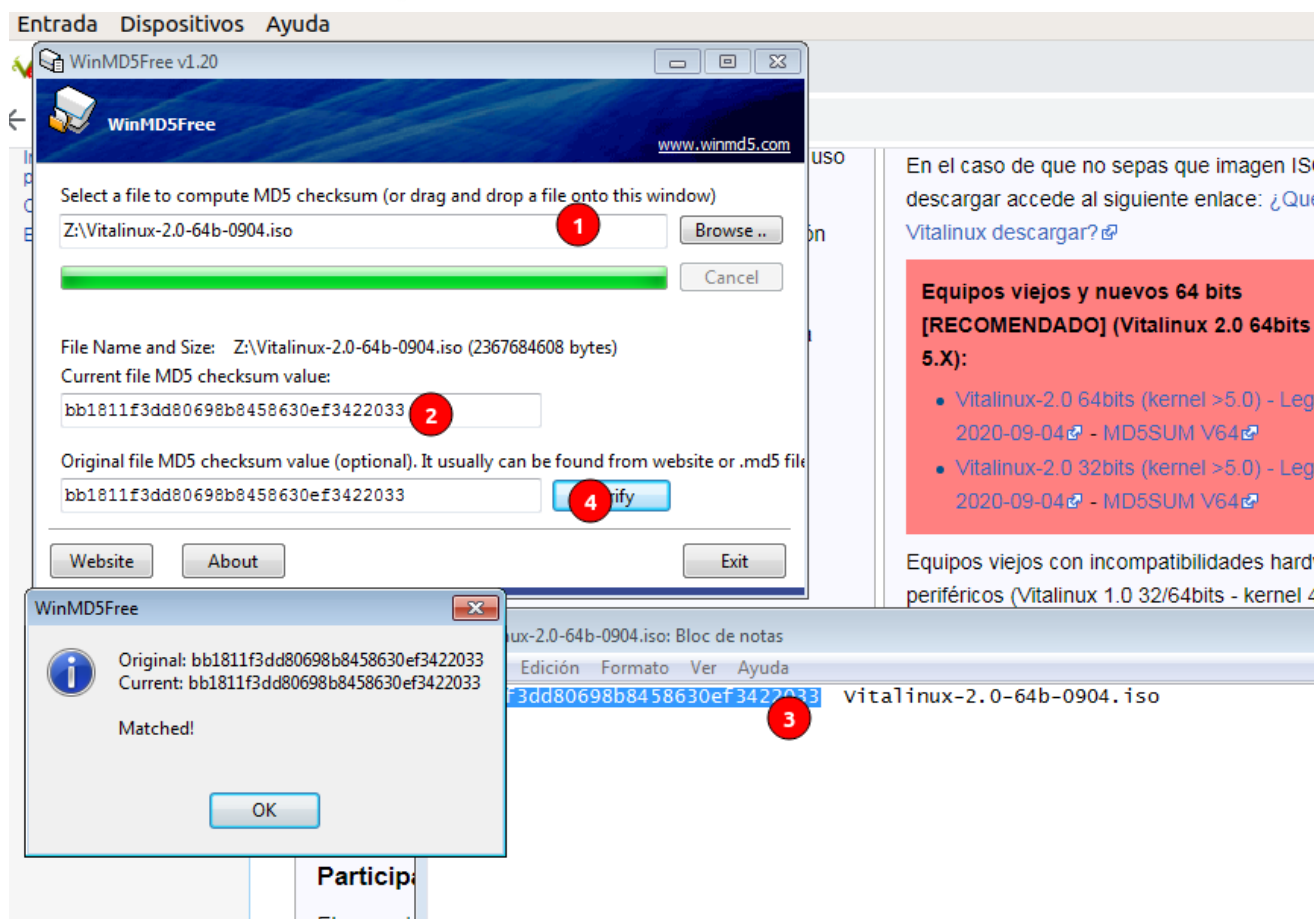 Entrada Dispositivos Ayuda
WinMD5Free v1.20
WinMD5Free
www.winmd5.com
Select a file to compute MD5 checksum (or drag and drop a file onto this window)
1
Z:\Vitalinux-2.0-64b-0904.iso
Browse ..
Cancel
File Name and Size: Z:\Vitalinux-2.0-64b-0904.iso (2367684608 bytes)
Current file MD5 checksum value:
bb1811f3dd80698b8458630ef3422033
2
Original file MD5 checksum value (optional). It usually can be found from website or .md5 file
bb1811f3dd80698b8458630ef3422033
4
Website
About
Exit
uso
En el caso de que no sepas que imagen
descargar accede al siguiente enlace: ¿Que
Vitalinux descargar?
Equipos viejos y nuevos 64 bits
[RECOMENDADO] (Vitalinux 2.0 64bits
5.X):
• Vitalinux-2.0 64bits (kernel >5.0) - Leg
2020-09-04 - MD5SUM V64
• Vitalinux-2.0 32bits (kernel >5.0) - Leg
2020-09-04 - MD5SUM V64
Equipos viejos con incompatibilidades hard
periféricos (Vitalinux 1.0 32/64bits - kernel 4
WinMD5Free
Original: bb1811f3dd80698b8458630ef3422033
Current: bb1811f3dd80698b8458630ef3422033
Matched!
OK
ux-2.0-64b-0904.iso: Bloc de notas
Edición Formato Ver Ayuda
f3dd80698b8458630ef3422033 Vitalinux-2.0-64b-0904.iso
3
Particip